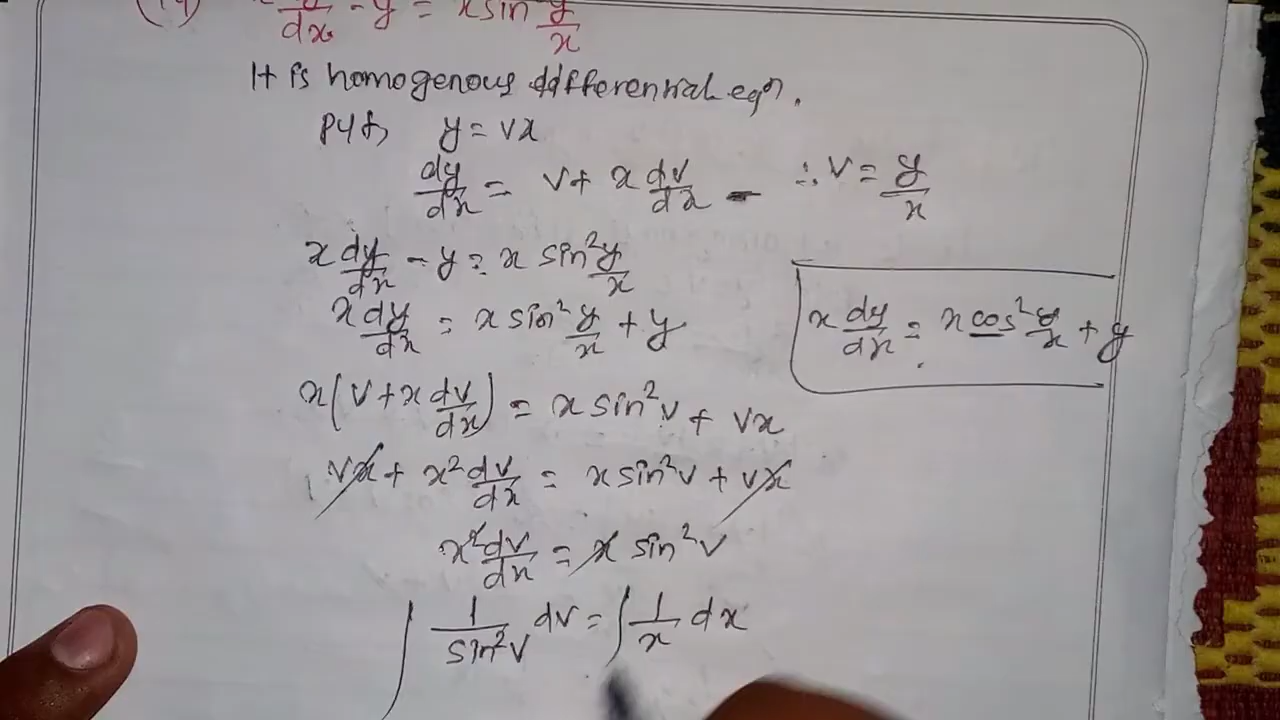 (14) x dy/dx - y = x sin y/x
It is homogenous differential eqn.
Put, y = vx
dy/dx = v + x dv/dx - ∴ v = y/x
x dy/dx - y = x sin² y/x
x dy/dx = x sin² y/x + y
x dy/dx = x cos² y/x + y
x(v + x dv/dx) = x sin² v + vx
vx + x² dv/dx = x sin² v + vx
x² dv/dx = x sin² v
∫ 1/sin² v dv = ∫ 1/x dx